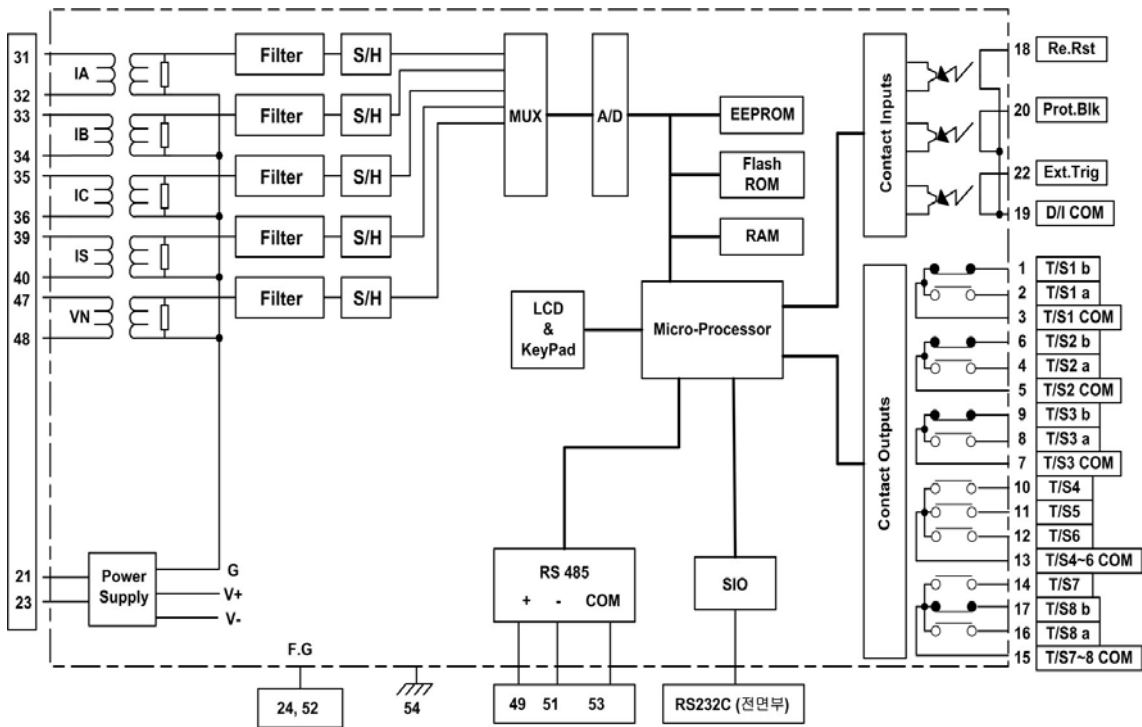 31
IA
32
33
IB
34
35
IC
36
39
IS
40
47
VN
48
21
23
Filter
S/H
Filter
S/H
Filter
S/H
Filter
S/H
Filter
S/H
MUX
A/D
EEPROM
Flash
ROM
RAM
LCD
&
KeyPad
Micro-Processor
Contact Inputs
18 Re.Rst
20 Prot.Blk
22 Ext.Trig
19 D/I COM
Contact Outputs
1 T/S1 b
2 T/S1 a
3 T/S1 COM
6 T/S2 b
4 T/S2 a
5 T/S2 COM
9 T/S3 b
8 T/S3 a
7 T/S3 COM
10 T/S4
11 T/S5
12 T/S6
13 T/S4~6 COM
14 T/S7
17 T/S8 b
16 T/S8 a
15 T/S7~8 COM
Power
Supply
G
V+
V-
RS 485
+ - COM
SIO
F.G
24, 52
54
49 51 53
RS232C (전면부)